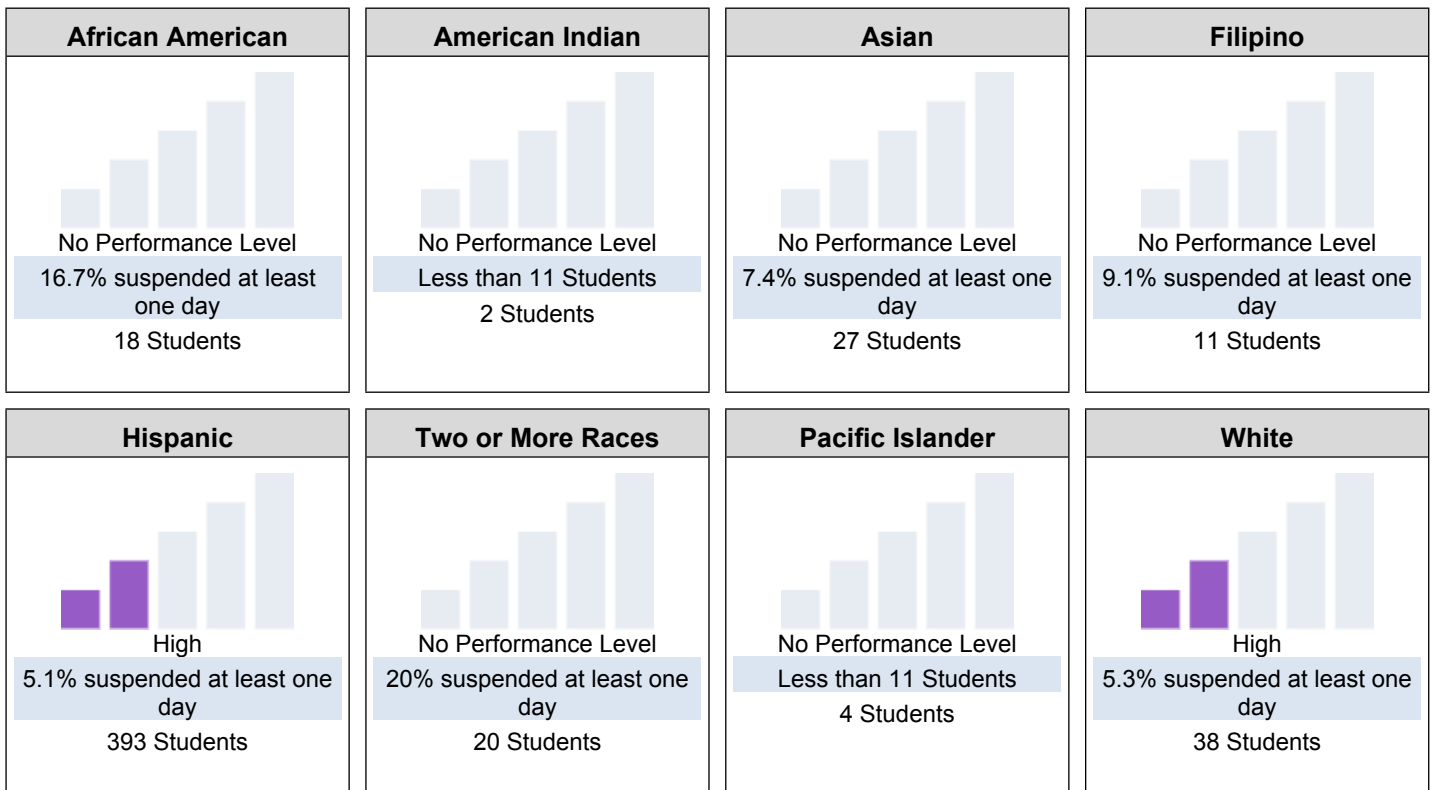 African American
No Performance Level
16.7% suspended at least
one day
18 Students
American Indian
No Performance Level
Less than 11 Students
2 Students
Asian
No Performance Level
7.4% suspended at least one
day
27 Students
Filipino
No Performance Level
9.1% suspended at least one
day
11 Students
Hispanic
High
5.1% suspended at least one
day
393 Students
Two or More Races
No Performance Level
20% suspended at least one
day
20 Students
Pacific Islander
No Performance Level
Less than 11 Students
4 Students
White
High
5.3% suspended at least one
day
38 Students